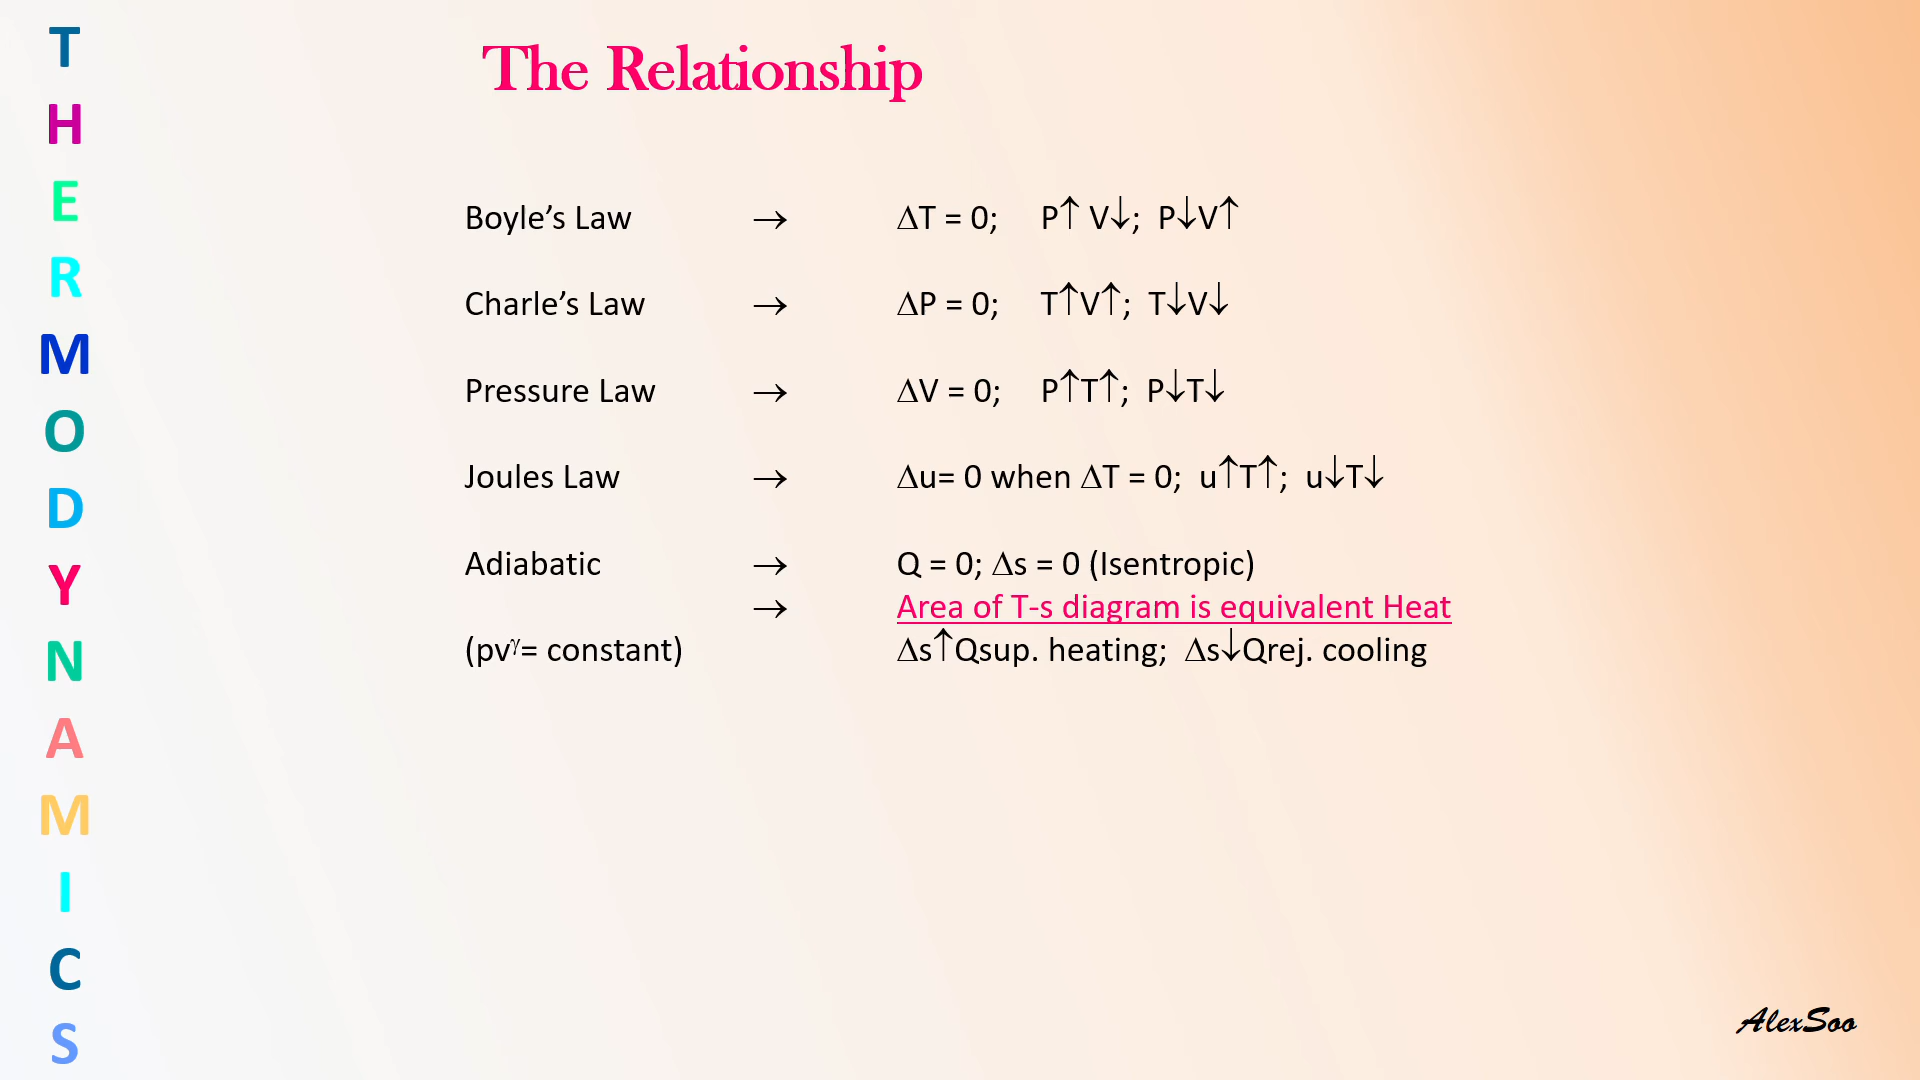 THERMODYNAMICS
The Relationship
Boyle’s Law → ΔT = 0; P↑ V↓; P↓V↑
Charle’s Law → ΔP = 0; T↑V↑; T↓V↓
Pressure Law → ΔV = 0; P↑T↑; P↓T↓
Joules Law → Δu= 0 when ΔT = 0; u↑T↑; u↓T↓
Adiabatic → Q = 0; Δs = 0 (Isentropic)
→ Area of T-s diagram is equivalent Heat
(pvᵞ= constant) Δs↑Qsup. heating; Δs↓Qrej. cooling
AlexSoo